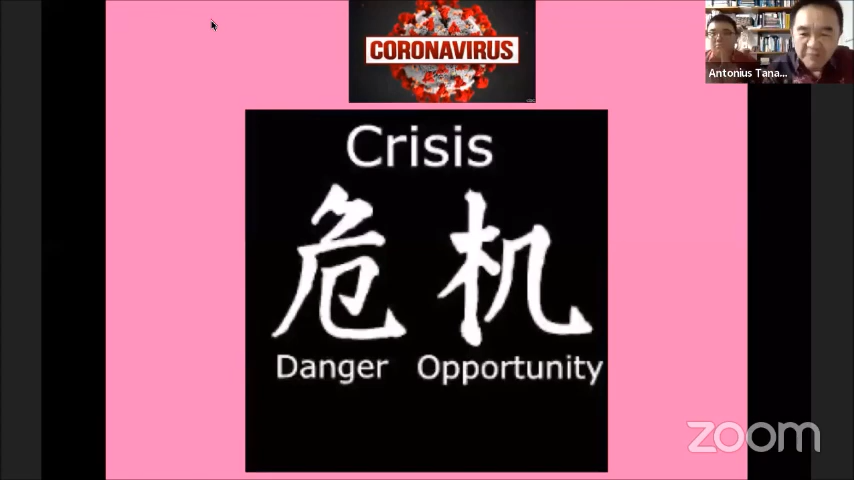 CORONAVIRUS
Antonius Tana...
Crisis
危机
Danger Opportunity
zoom